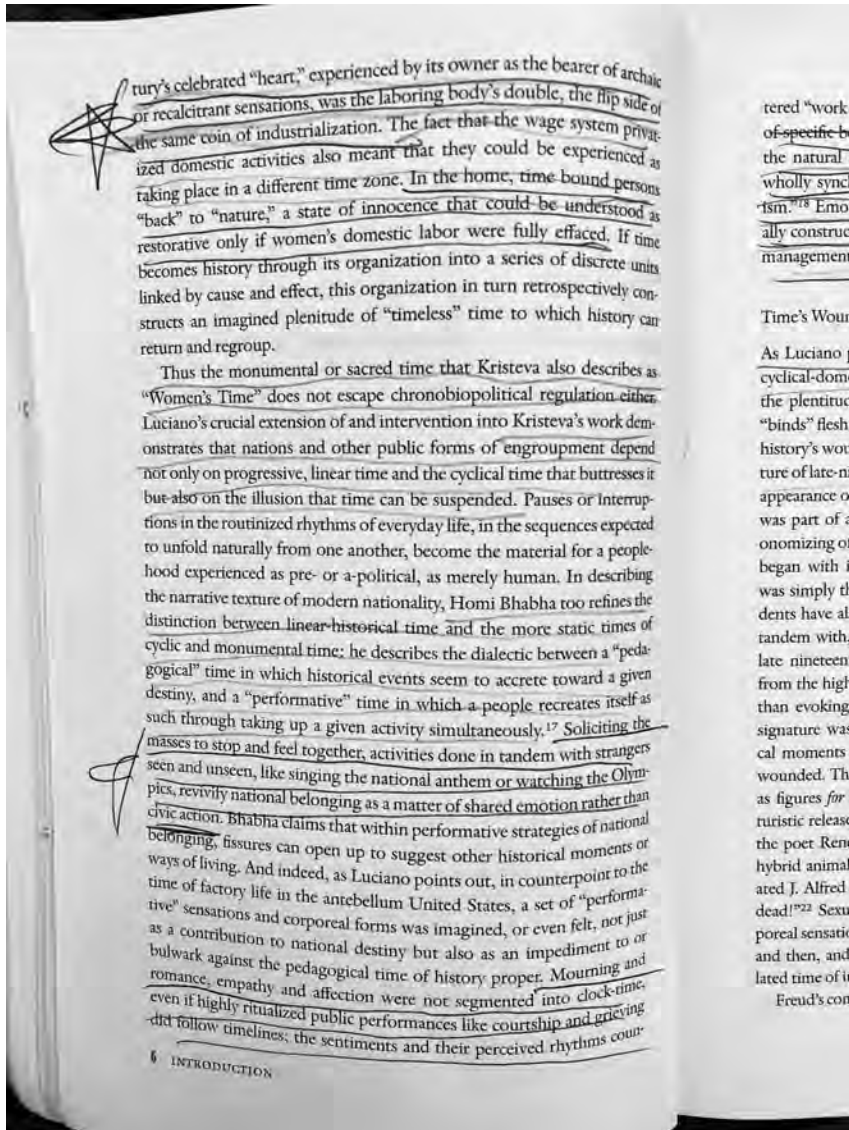 tury's celebrated “heart,” experienced by its owner as the bearer of archaic
or recalcitrant sensations, was the laboring body's double, the flip side of
the same coin of industrialization. The fact that the wage system privat-
ized domestic activities also meant that they could be experienced as
taking place in a different time zone. In the home, time bound persons
“back” to “nature,” a state of innocence that could be understood as
restorative only if women's domestic labor were fully effaced. If time
becomes history through its organization into a series of discrete units
linked by cause and effect, this organization in turn retrospectively con-
structs an imagined plenitude of “timeless” time to which history can
return and regroup.
Thus the monumental or sacred time that Kristeva also describes as
“Women's Time” does not escape chronobiopolitical regulation either.
Luciano's crucial extension of and intervention into Kristeva's work dem-
onstrates that nations and other public forms of engroupment depend
not only on progressive, linear time and the cyclical time that buttresses it
but also on the illusion that time can be suspended. Pauses or interrup-
tions in the routinized rhythms of everyday life, in the sequences expected
to unfold naturally from one another, become the material for a people-
hood experienced as pre- or a-political, as merely human. In describing
the narrative texture of modern nationality, Homi Bhabha too refines the
distinction between linear-historical time and the more static times of
cyclic and monumental time: he describes the dialectic between a “peda-
gogical” time in which historical events seem to accrete toward a given
destiny, and a “performative” time in which a people recreates itself as
such through taking up a given activity simultaneously.17 Soliciting the
masses to stop and feel together, activities done in tandem with strangers
seen and unseen, like singing the national anthem or watching the Olym-
pics, revivify national belonging as a matter of shared emotion rather than
civic action. Bhabha claims that within performative strategies of national
belonging, fissures can open up to suggest other historical moments or
ways of living. And indeed, as Luciano points out, in counterpoint to the
time of factory life in the antebellum United States, a set of “performa-
tive” sensations and corporeal forms was imagined, or even felt, not just
as a contribution to national destiny but also as an impediment to or
bulwark against the pedagogical time of history proper. Mourning and
romance, empathy and affection were not segmented into clock-time,
even if highly ritualized public performances like courtship and grieving
did follow timelines; the sentiments and their perceived rhythms coun-
6 INTRODUCTION
tered “work
of specific
the natural
wholly sync
ism.”18 Emo
ally construc
management
Time's Wou
As Luciano
cyclical-dome
the plentitud
“binds” flesh
history's wou
ture of late-ni
appearance o
was part of a
onomizing of
began with i
was simply th
dents have al
tandem with,
late nineteen
from the high
than evoking
signature was
cal moments
wounded. Th
as figures for
turistic release
the poet Rene
hybrid animal
ated J. Alfred
dead!”22 Sexu
poreal sensatio
and then, and
lated time of i
Freud's con